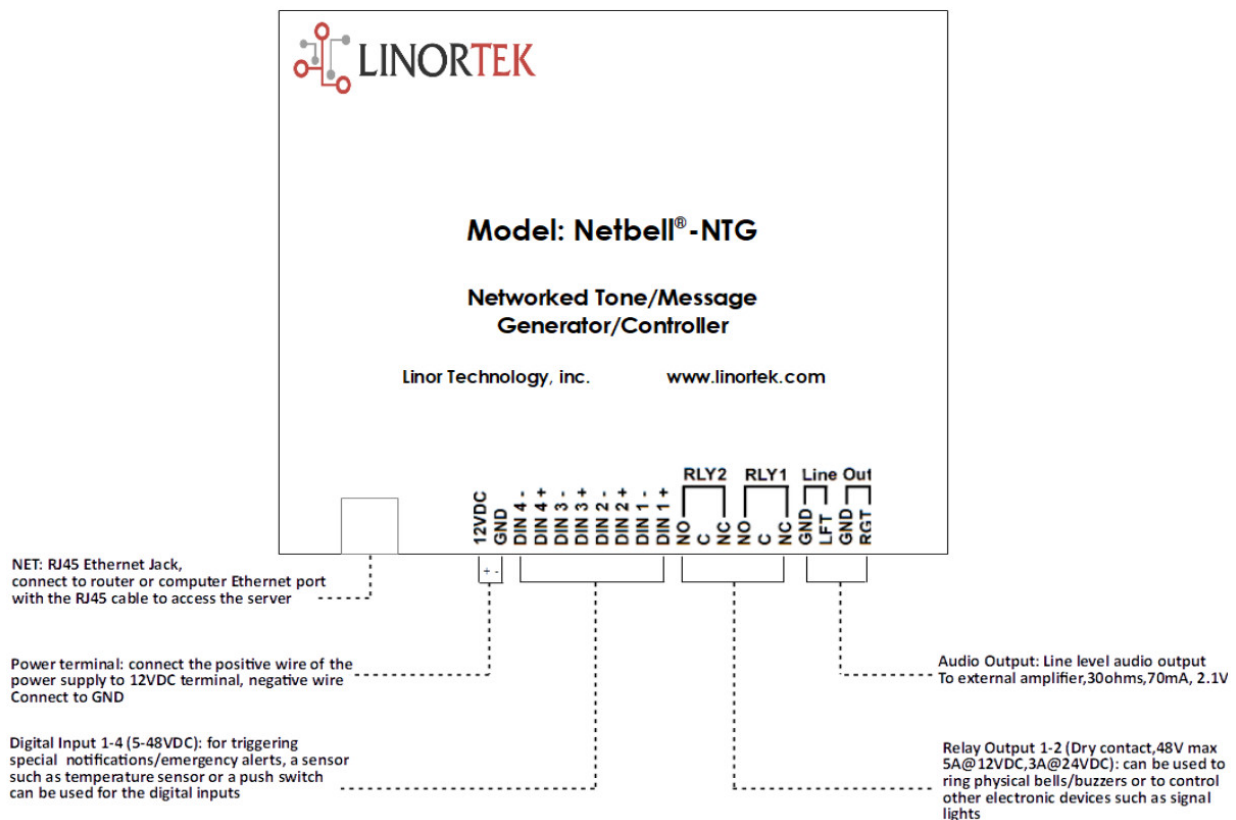 LINORTEK
Model: Netbell®-NTG
Networked Tone/Message
Generator/Controller
Linor Technology, inc. www.linortek.com
RLY2 RLY1 Line Out
12VDC
GND
DIN 4 -
DIN 4 +
DIN 3 -
DIN 3 +
DIN 2 -
DIN 2 +
DIN 1 -
DIN 1 +
NO
C
NC
NO
C
NC
GND
LFT
GND
RGT
+ -
NET: RJ45 Ethernet Jack,
connect to router or computer Ethernet port
with the RJ45 cable to access the server
Power terminal: connect the positive wire of the
power supply to 12VDC terminal, negative wire
Connect to GND
Digital Input 1-4 (5-48VDC): for triggering
special notifications/emergency alerts, a sensor
such as temperature sensor or a push switch
can be used for the digital inputs
Audio Output: Line level audio output
To external amplifier,30ohms,70mA, 2.1V
Relay Output 1-2 (Dry contact,48V max
5A@12VDC,3A@24VDC): can be used to
ring physical bells/buzzers or to control
other electronic devices such as signal
lights